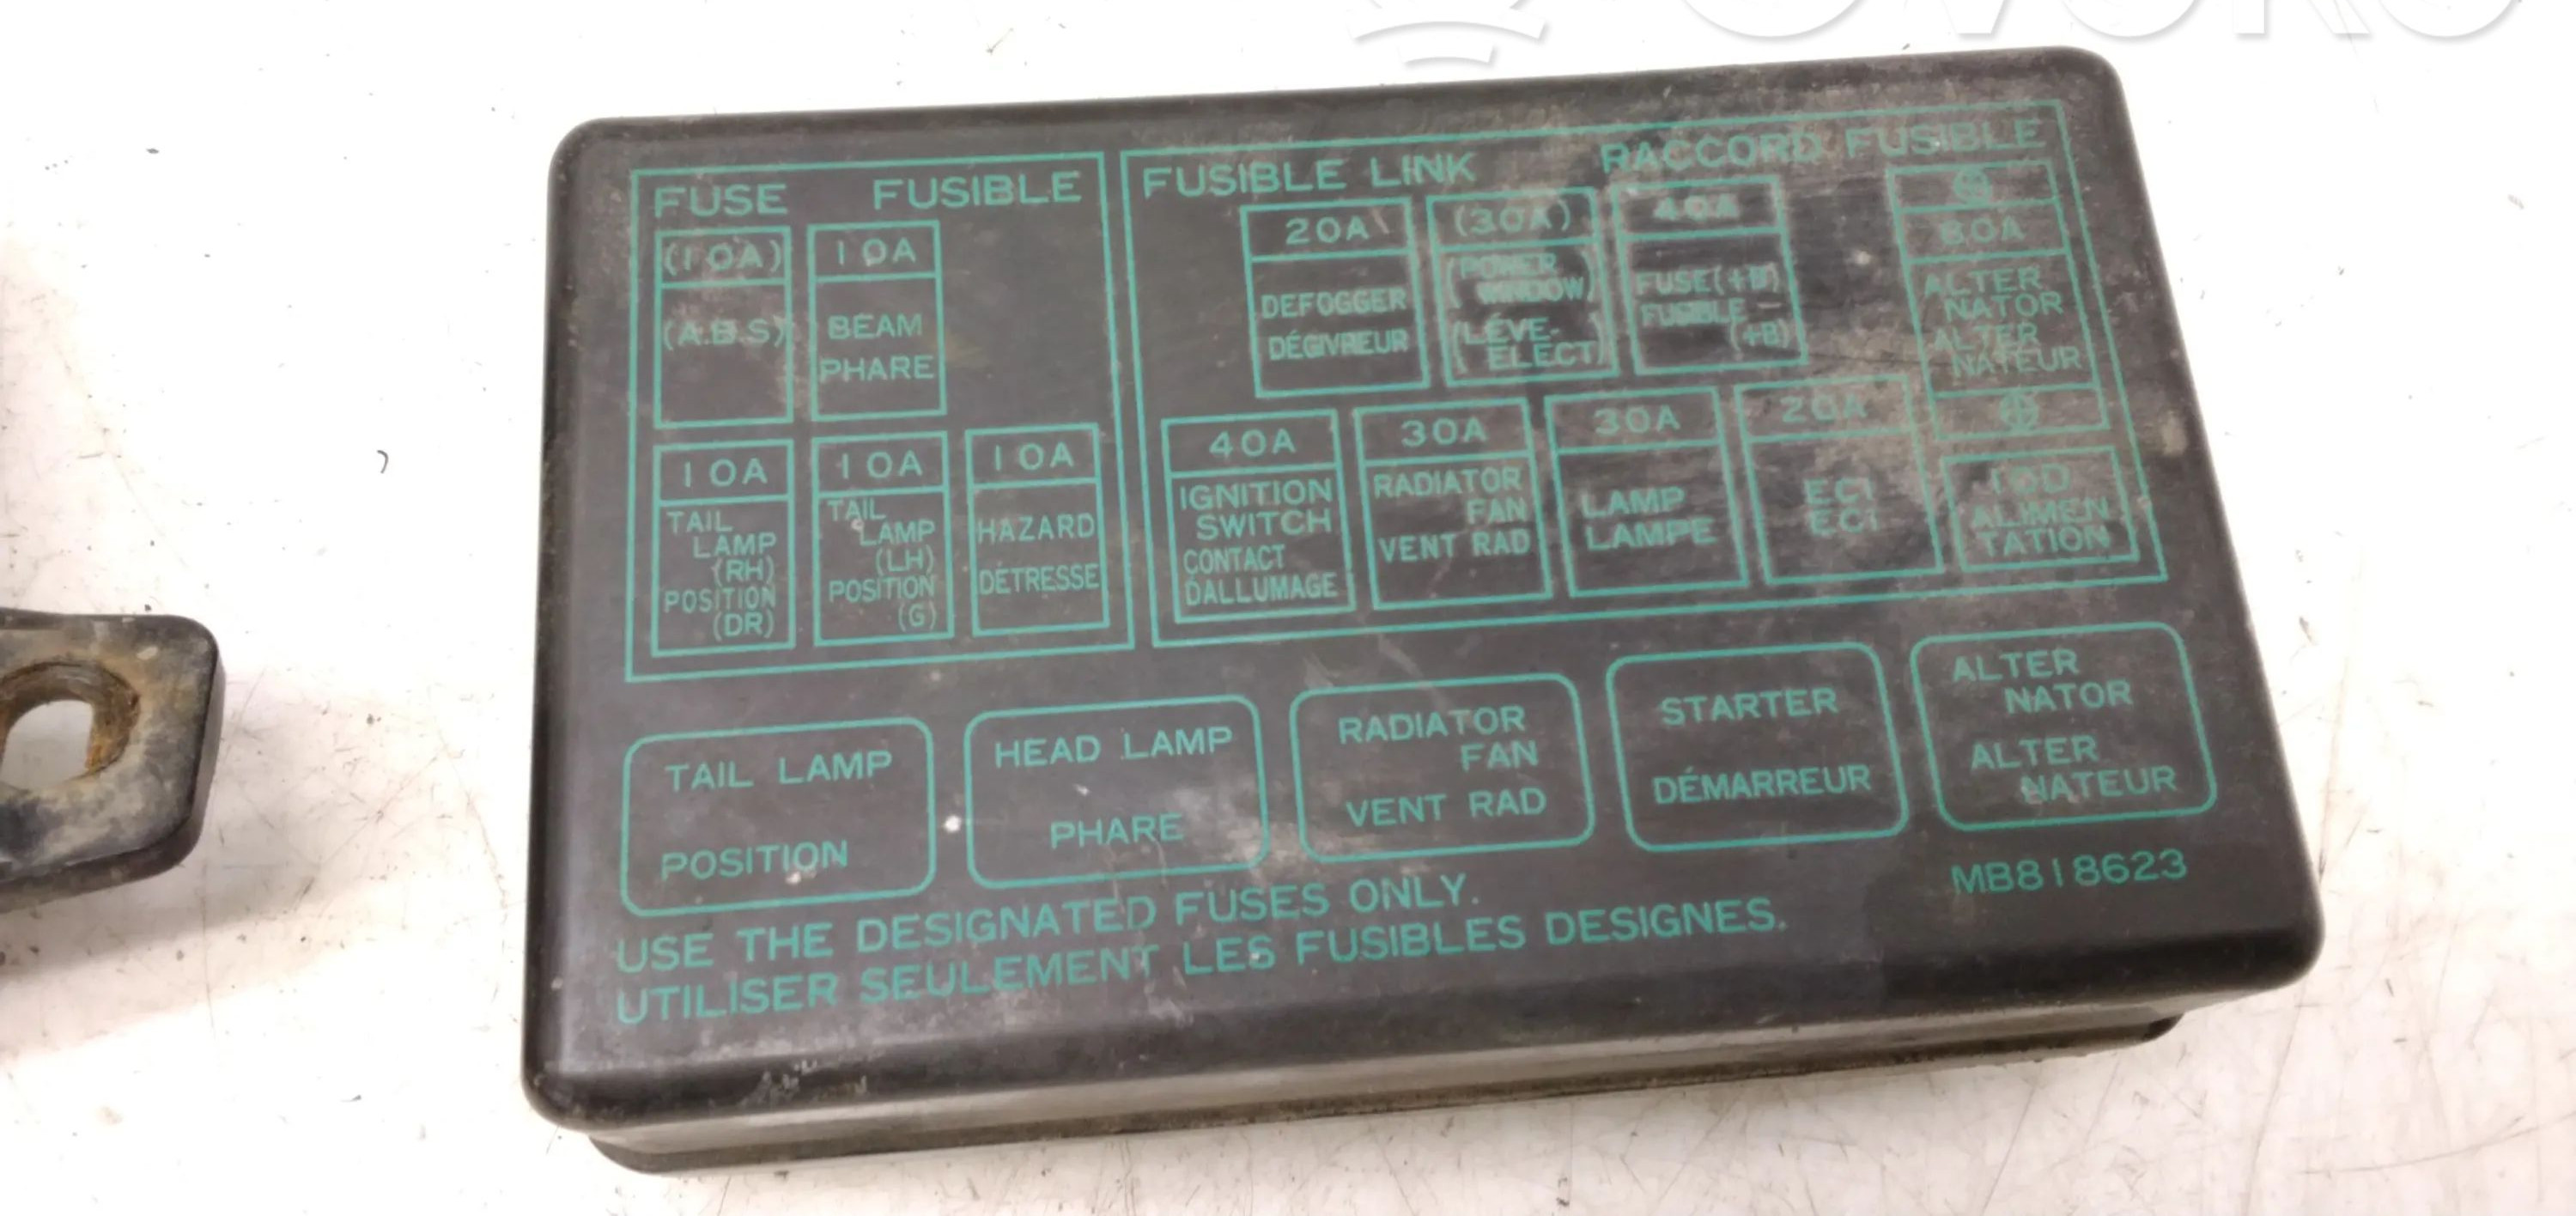 FUSE FUSIBLE
(10A)
(A.B.S)
10A
BEAM
PHARE
10A
TAIL
LAMP
(RH)
POSITION
(DR)
10A
TAIL
LAMP
(LH)
POSITION
(G)
10A
HAZARD
DÉTRESSE
FUSIBLE LINK RACCORD FUSIBLE
20A
DEFOGGER
DÉGIVREUR
(30A)
(POWER
WINDOW)
(LÉVE-
ELECT)
40A
FUSE(+B)
FUSIBLE
(+B)
80A
ALTER
NATOR
ALTER
NATEUR
40A
IGNITION
SWITCH
CONTACT
DALLUMAGE
30A
RADIATOR
FAN
VENT RAD
30A
LAMP
LAMPE
20A
ECI
ECI
ALIMEN
TATION
TAIL LAMP
POSITION
HEAD LAMP
PHARE
RADIATOR
FAN
VENT RAD
STARTER
DÉMARREUR
ALTER
NATOR
ALTER
NATEUR
MB818623
USE THE DESIGNATED FUSES ONLY.
UTILISER SEULEMENT LES FUSIBLES DESIGNES.